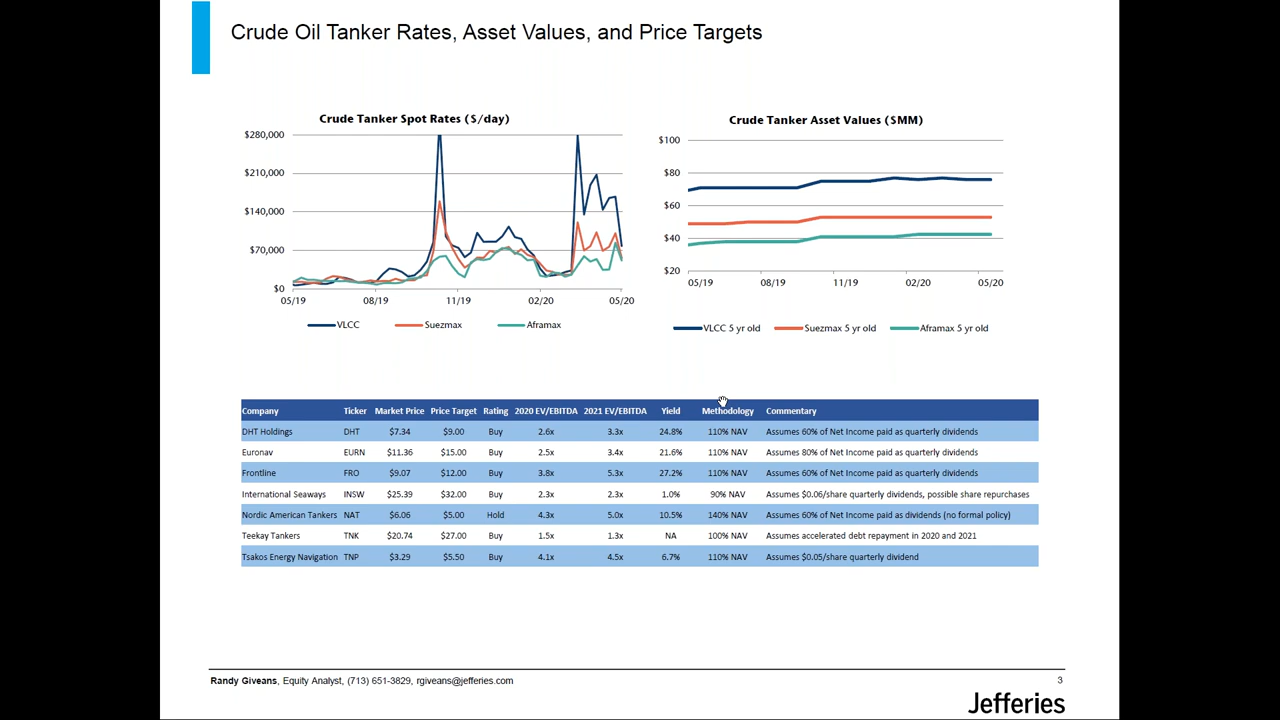 Crude Oil Tanker Rates, Asset Values, and Price Targets
Crude Tanker Spot Rates ($/day)
$280,000
$210,000
$140,000
$70,000
$0
05/19 08/19 11/19 02/20 05/20
VLCC Suezmax Aframax
Crude Tanker Asset Values ($MM)
$100
$80
$60
$40
$20
05/19 08/19 11/19 02/20 05/20
VLCC 5 yr old Suezmax 5 yr old Aframax 5 yr old
Company Ticker Market Price Price Target Rating 2020 EV/EBITDA 2021 EV/EBITDA Yield Methodology Commentary
DHT Holdings DHT $7.34 $9.00 Buy 2.6x 3.3x 24.8% 110% NAV Assumes 60% of Net Income paid as quarterly dividends
Euronav EURN $11.36 $15.00 Buy 2.5x 3.4x 21.6% 110% NAV Assumes 80% of Net Income paid as quarterly dividends
Frontline FRO $9.07 $12.00 Buy 3.8x 5.3x 27.2% 110% NAV Assumes 60% of Net Income paid as quarterly dividends
International Seaways INSW $25.39 $32.00 Buy 2.3x 2.3x 1.0% 90% NAV Assumes $0.06/share quarterly dividends, possible share repurchases
Nordic American Tankers NAT $6.06 $5.00 Hold 4.3x 5.0x 10.5% 140% NAV Assumes 60% of Net Income paid as dividends (no formal policy)
Teekay Tankers TNK $20.74 $27.00 Buy 1.5x 1.3x NA 100% NAV Assumes accelerated debt repayment in 2020 and 2021
Tsakos Energy Navigation TNP $3.29 $5.50 Buy 4.1x 4.5x 6.7% 110% NAV Assumes $0.05/share quarterly dividend
Randy Giveans, Equity Analyst, (713) 651-3829, rgiveans@jefferies.com
3
Jefferies